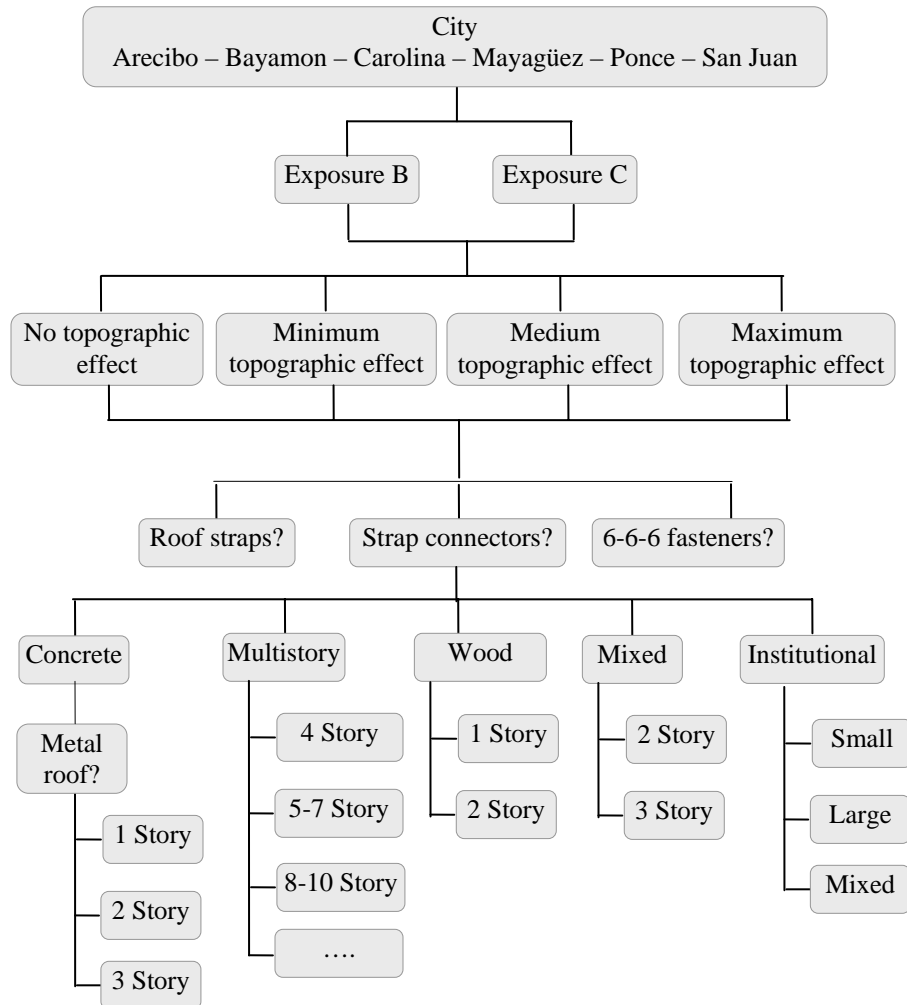 City
Arecibo – Bayamon – Carolina – Mayagüez – Ponce – San Juan
Exposure B
Exposure C
No topographic
effect
Minimum
topographic effect
Medium
topographic effect
Maximum
topographic effect
Roof straps?
Strap connectors?
6-6-6 fasteners?
Concrete
Multistory
Wood
Mixed
Institutional
Metal
roof?
1 Story
2 Story
3 Story
4 Story
5-7 Story
8-10 Story
….
1 Story
2 Story
2 Story
3 Story
Small
Large
Mixed